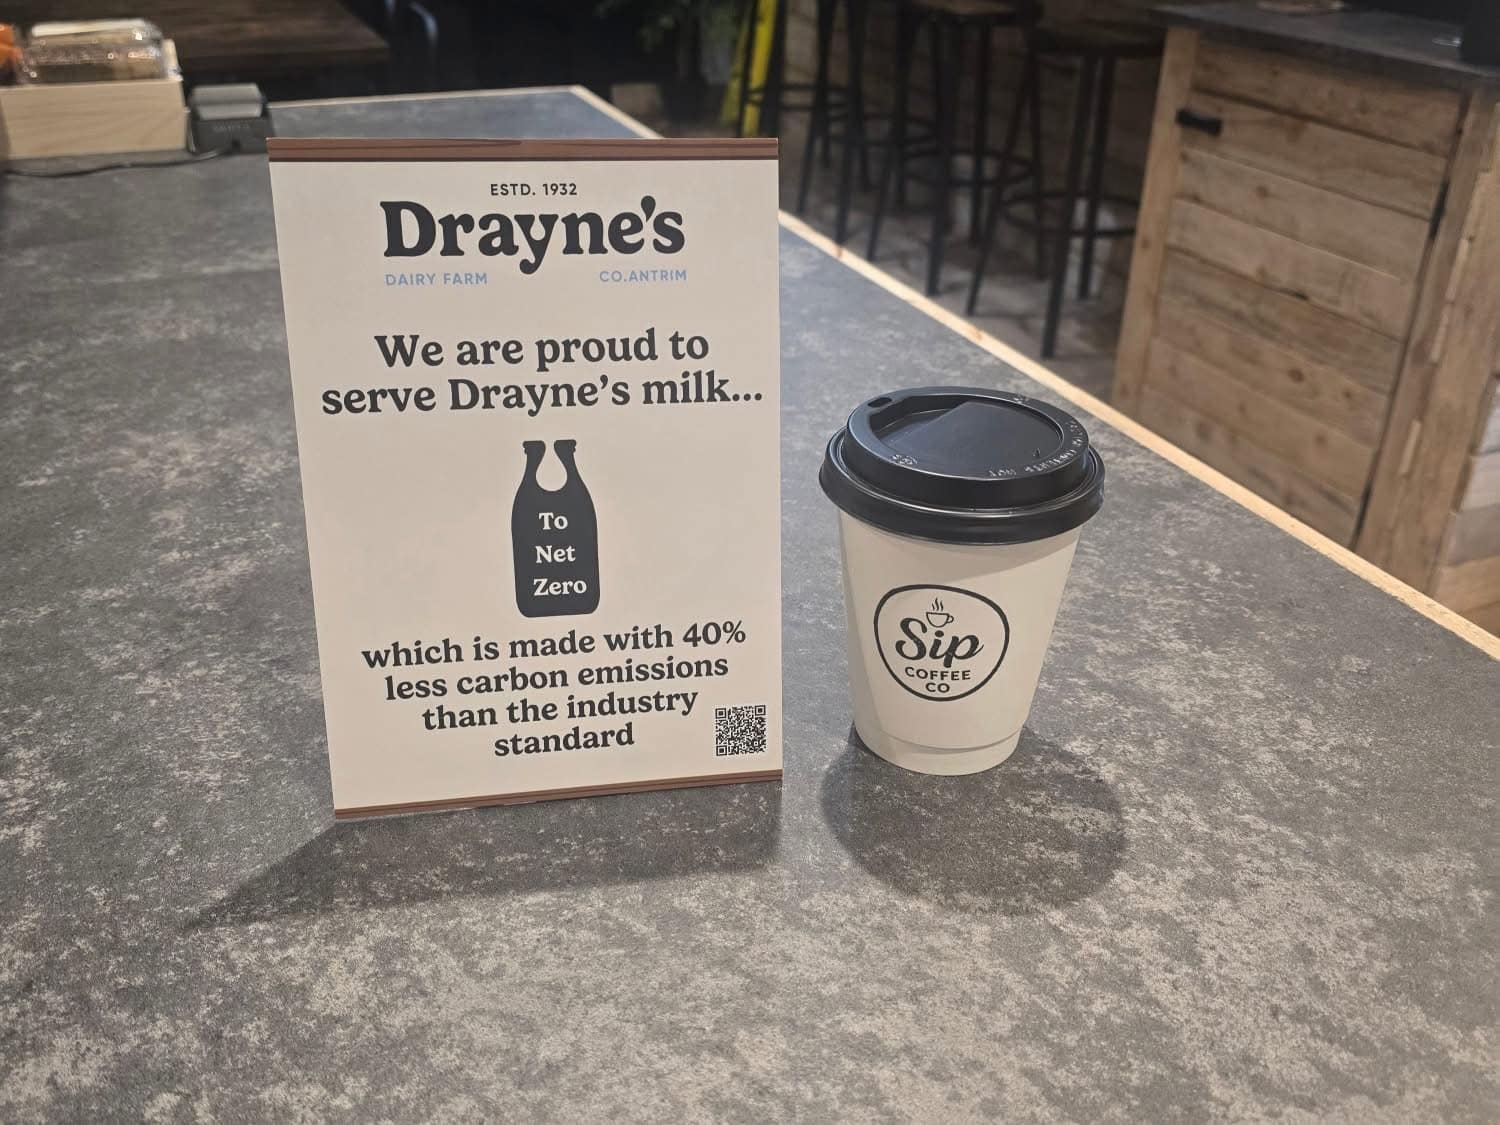 ESTD. 1932
Drayne's
DAIRY FARM CO.ANTRIM
We are proud to
serve Drayne's milk...
To
Net
Zero
which is made with 40%
less carbon emissions
than the industry
standard
Sip
COFFEE
CO